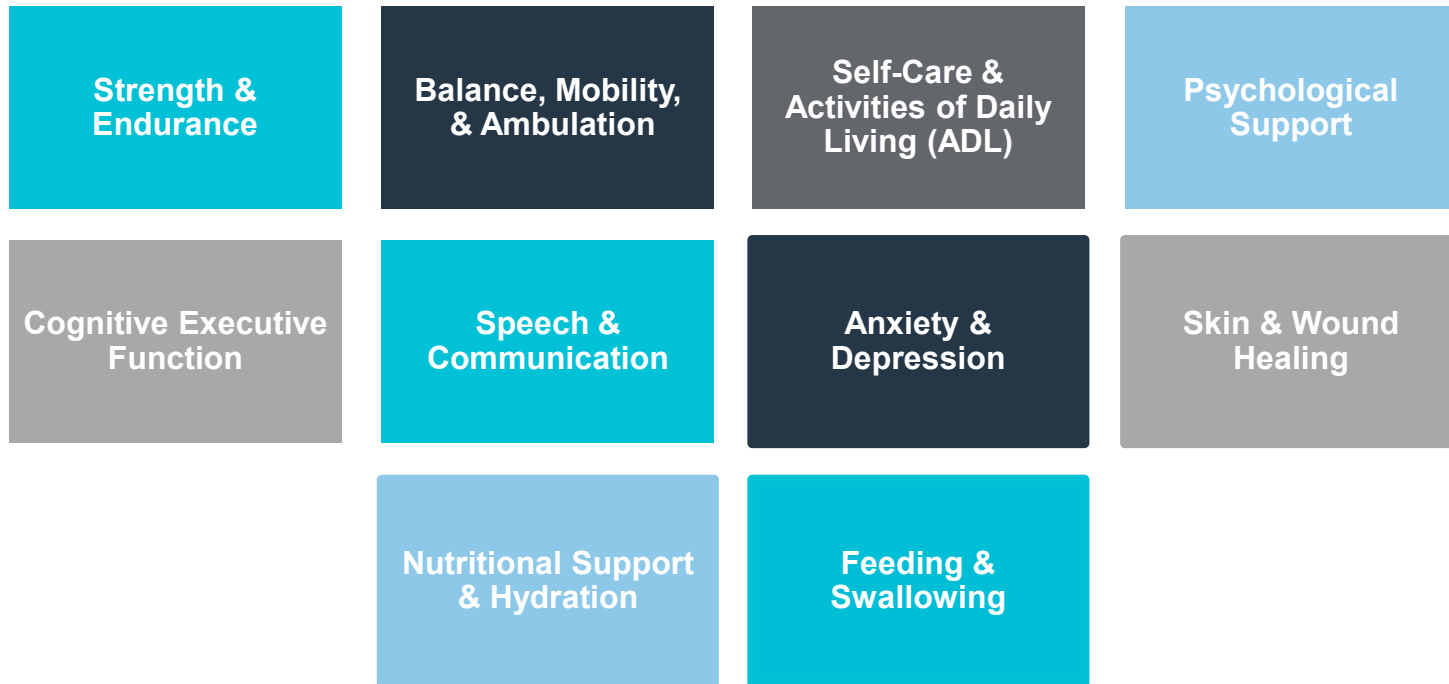 Strength &
Endurance
Balance, Mobility,
& Ambulation
Self-Care &
Activities of Daily
Living (ADL)
Psychological
Support
Cognitive Executive
Function
Speech &
Communication
Anxiety &
Depression
Skin & Wound
Healing
Nutritional Support
& Hydration
Feeding &
Swallowing